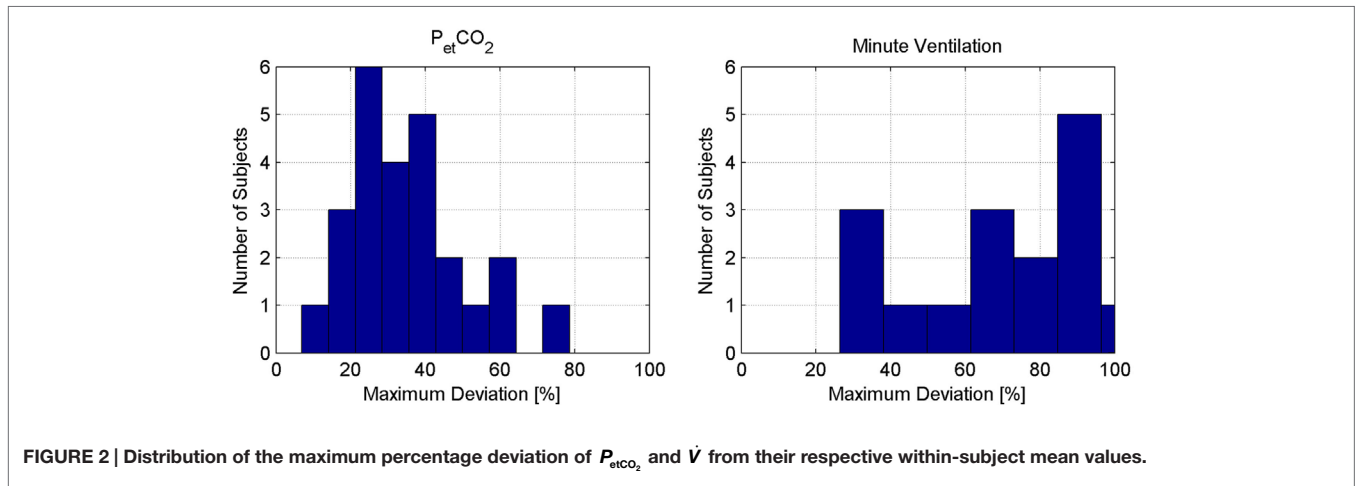 PetCO2
Minute Ventilation
6
5
4
3
2
1
0
Number of Subjects
0 20 40 60 80 100
Maximum Deviation [%]
6
5
4
3
2
1
0
Number of Subjects
0 20 40 60 80 100
Maximum Deviation [%]
FIGURE 2 | Distribution of the maximum percentage deviation of PetCO2 and V̇ from their respective within-subject mean values.